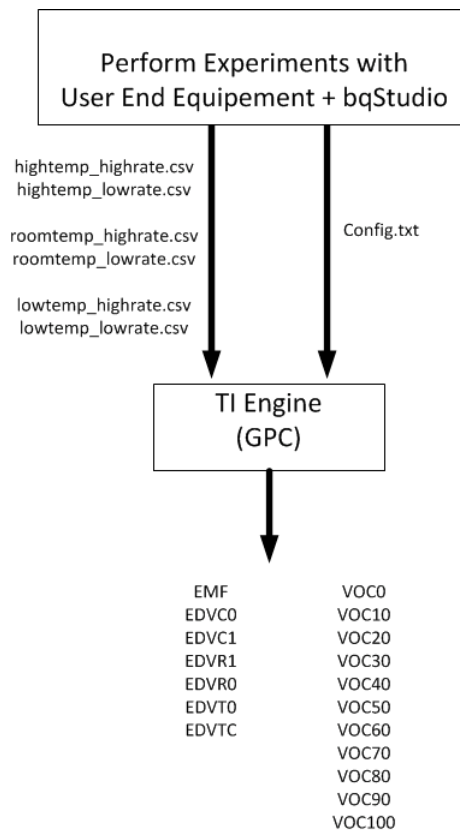 Perform Experiments with
User End Equipement + bqStudio
hightemp_highrate.csv
hightemp_lowrate.csv
roomtemp_highrate.csv
roomtemp_lowrate.csv
lowtemp_highrate.csv
lowtemp_lowrate.csv
Config.txt
TI Engine
(GPC)
EMF
EDVC0
EDVC1
EDVR1
EDVR0
EDVT0
EDVTC
VOC0
VOC10
VOC20
VOC30
VOC40
VOC50
VOC60
VOC70
VOC80
VOC90
VOC100